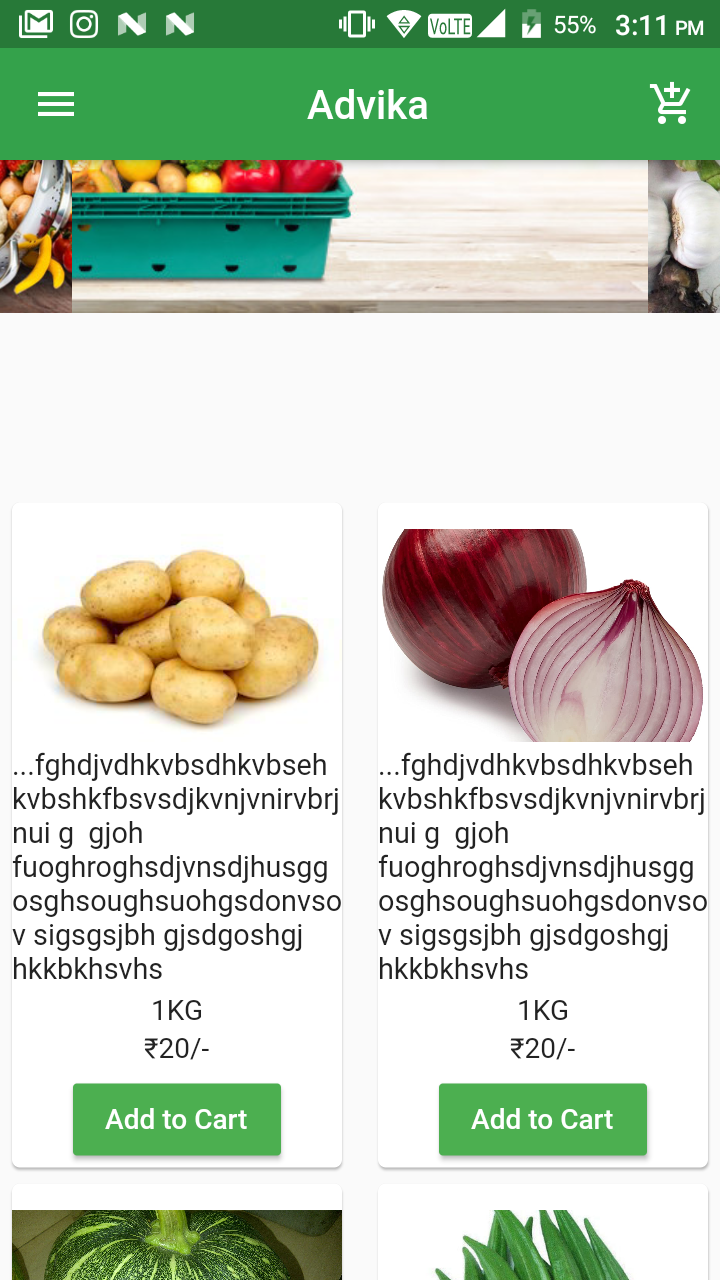 VoLTE 55% 3:11 PM
Advika
...fghdjvdhkvbsdhkvbseh
kvbshkfbsvsdjkvnjvnirvbrj
nui g  gjoh
fuoghroghsdjvnsdjhusgg
osghsoughsuohgsdonvso
v sigsgsjbh gjsdgoshgj
hkkbkhsvhs
1KG
₹20/-
Add to Cart
...fghdjvdhkvbsdhkvbseh
kvbshkfbsvsdjkvnjvnirvbrj
nui g  gjoh
fuoghroghsdjvnsdjhusgg
osghsoughsuohgsdonvso
v sigsgsjbh gjsdgoshgj
hkkbkhsvhs
1KG
₹20/-
Add to Cart